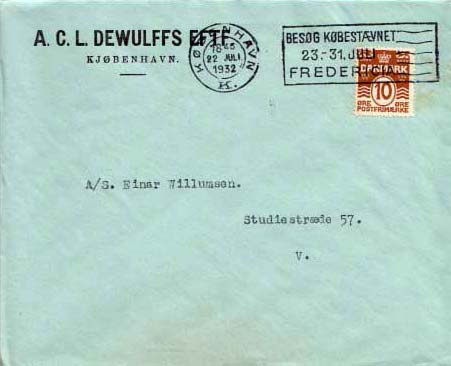 A. C. L. DEWULFFS EFTF.
KJØBENHAVN.
KØBENHAVN
18 45
22 JULI
1932
K.
BESØG KØBESTÆVNET
23.-31. JULI
FREDERICIA
DANMARK
10
ØRE ØRE
POSTFRIMÆRKE
A/S. Einar Willumsen.
Studiestræde 57.
V.